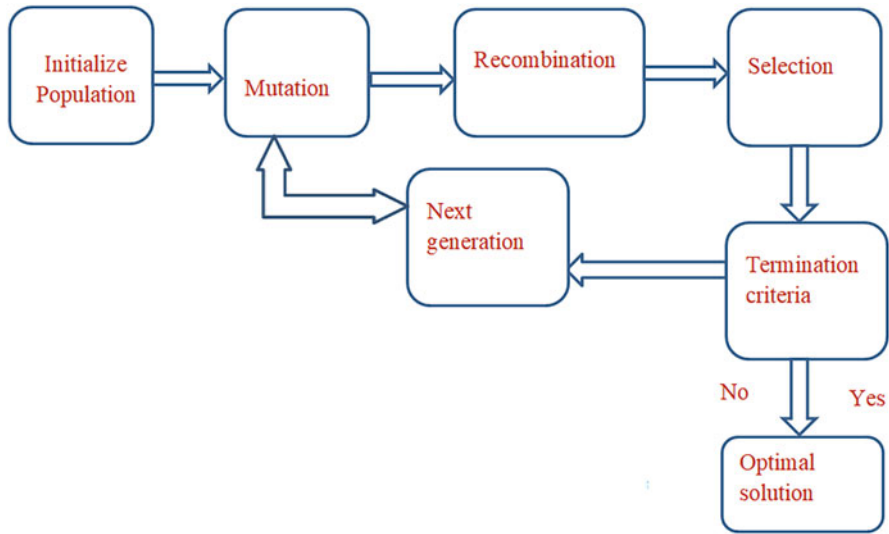 Initialize
Population
Mutation
Recombination
Selection
Next
generation
Termination
criteria
No
Yes
Optimal
solution